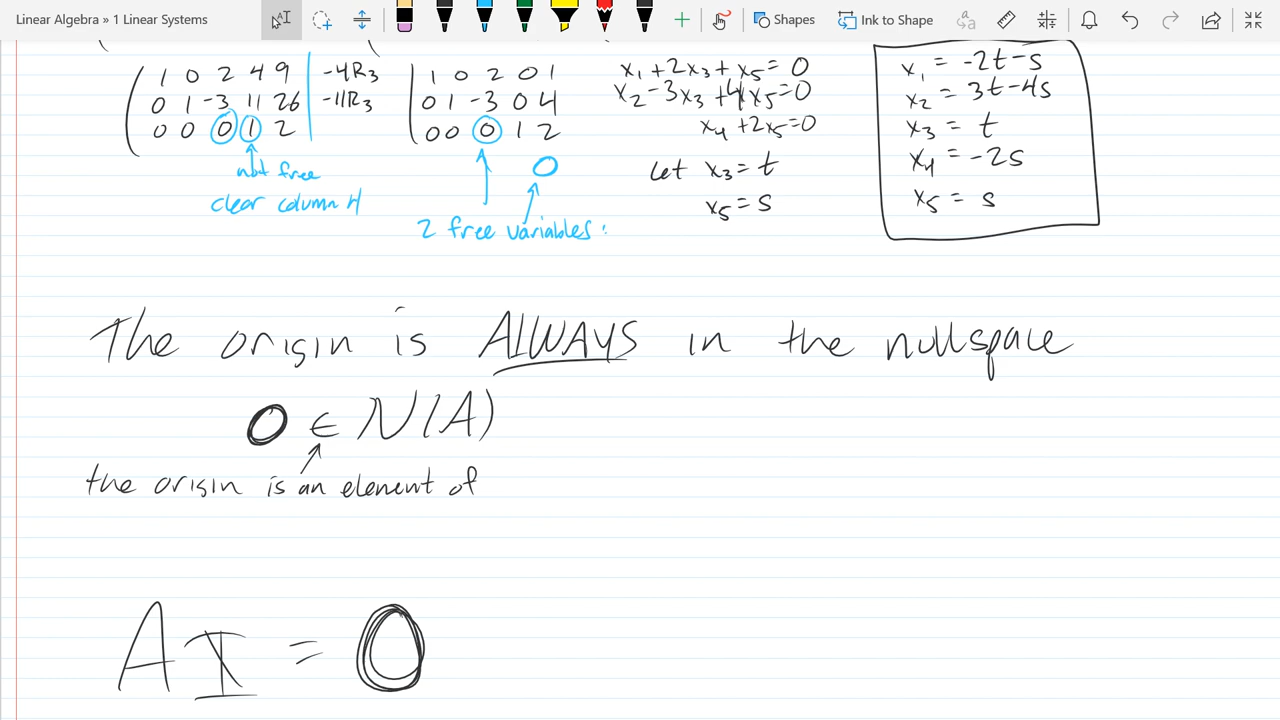 Linear Algebra » 1 Linear Systems
Shapes
Ink to Shape
1 0 2 4 9 -4R₃
0 1 -3 11 26 -11R₃
0 0 0 1 2
not free
clear column 4
1 0 2 0 1
0 1 -3 0 4
0 0 0 1 2
0
2 free variables:
x₁ + 2x₃ + x₅ = 0
x₂ - 3x₃ + 4x₅ = 0
x₄ + 2x₅ = 0
Let x₃ = t
x₅ = s
x₁ = -2t - s
x₂ = 3t - 4s
x₃ = t
x₄ = -2s
x₅ = s
The origin is ALWAYS in the nullspace
0 ∈ N(A)
the origin is an element of
A x = 0